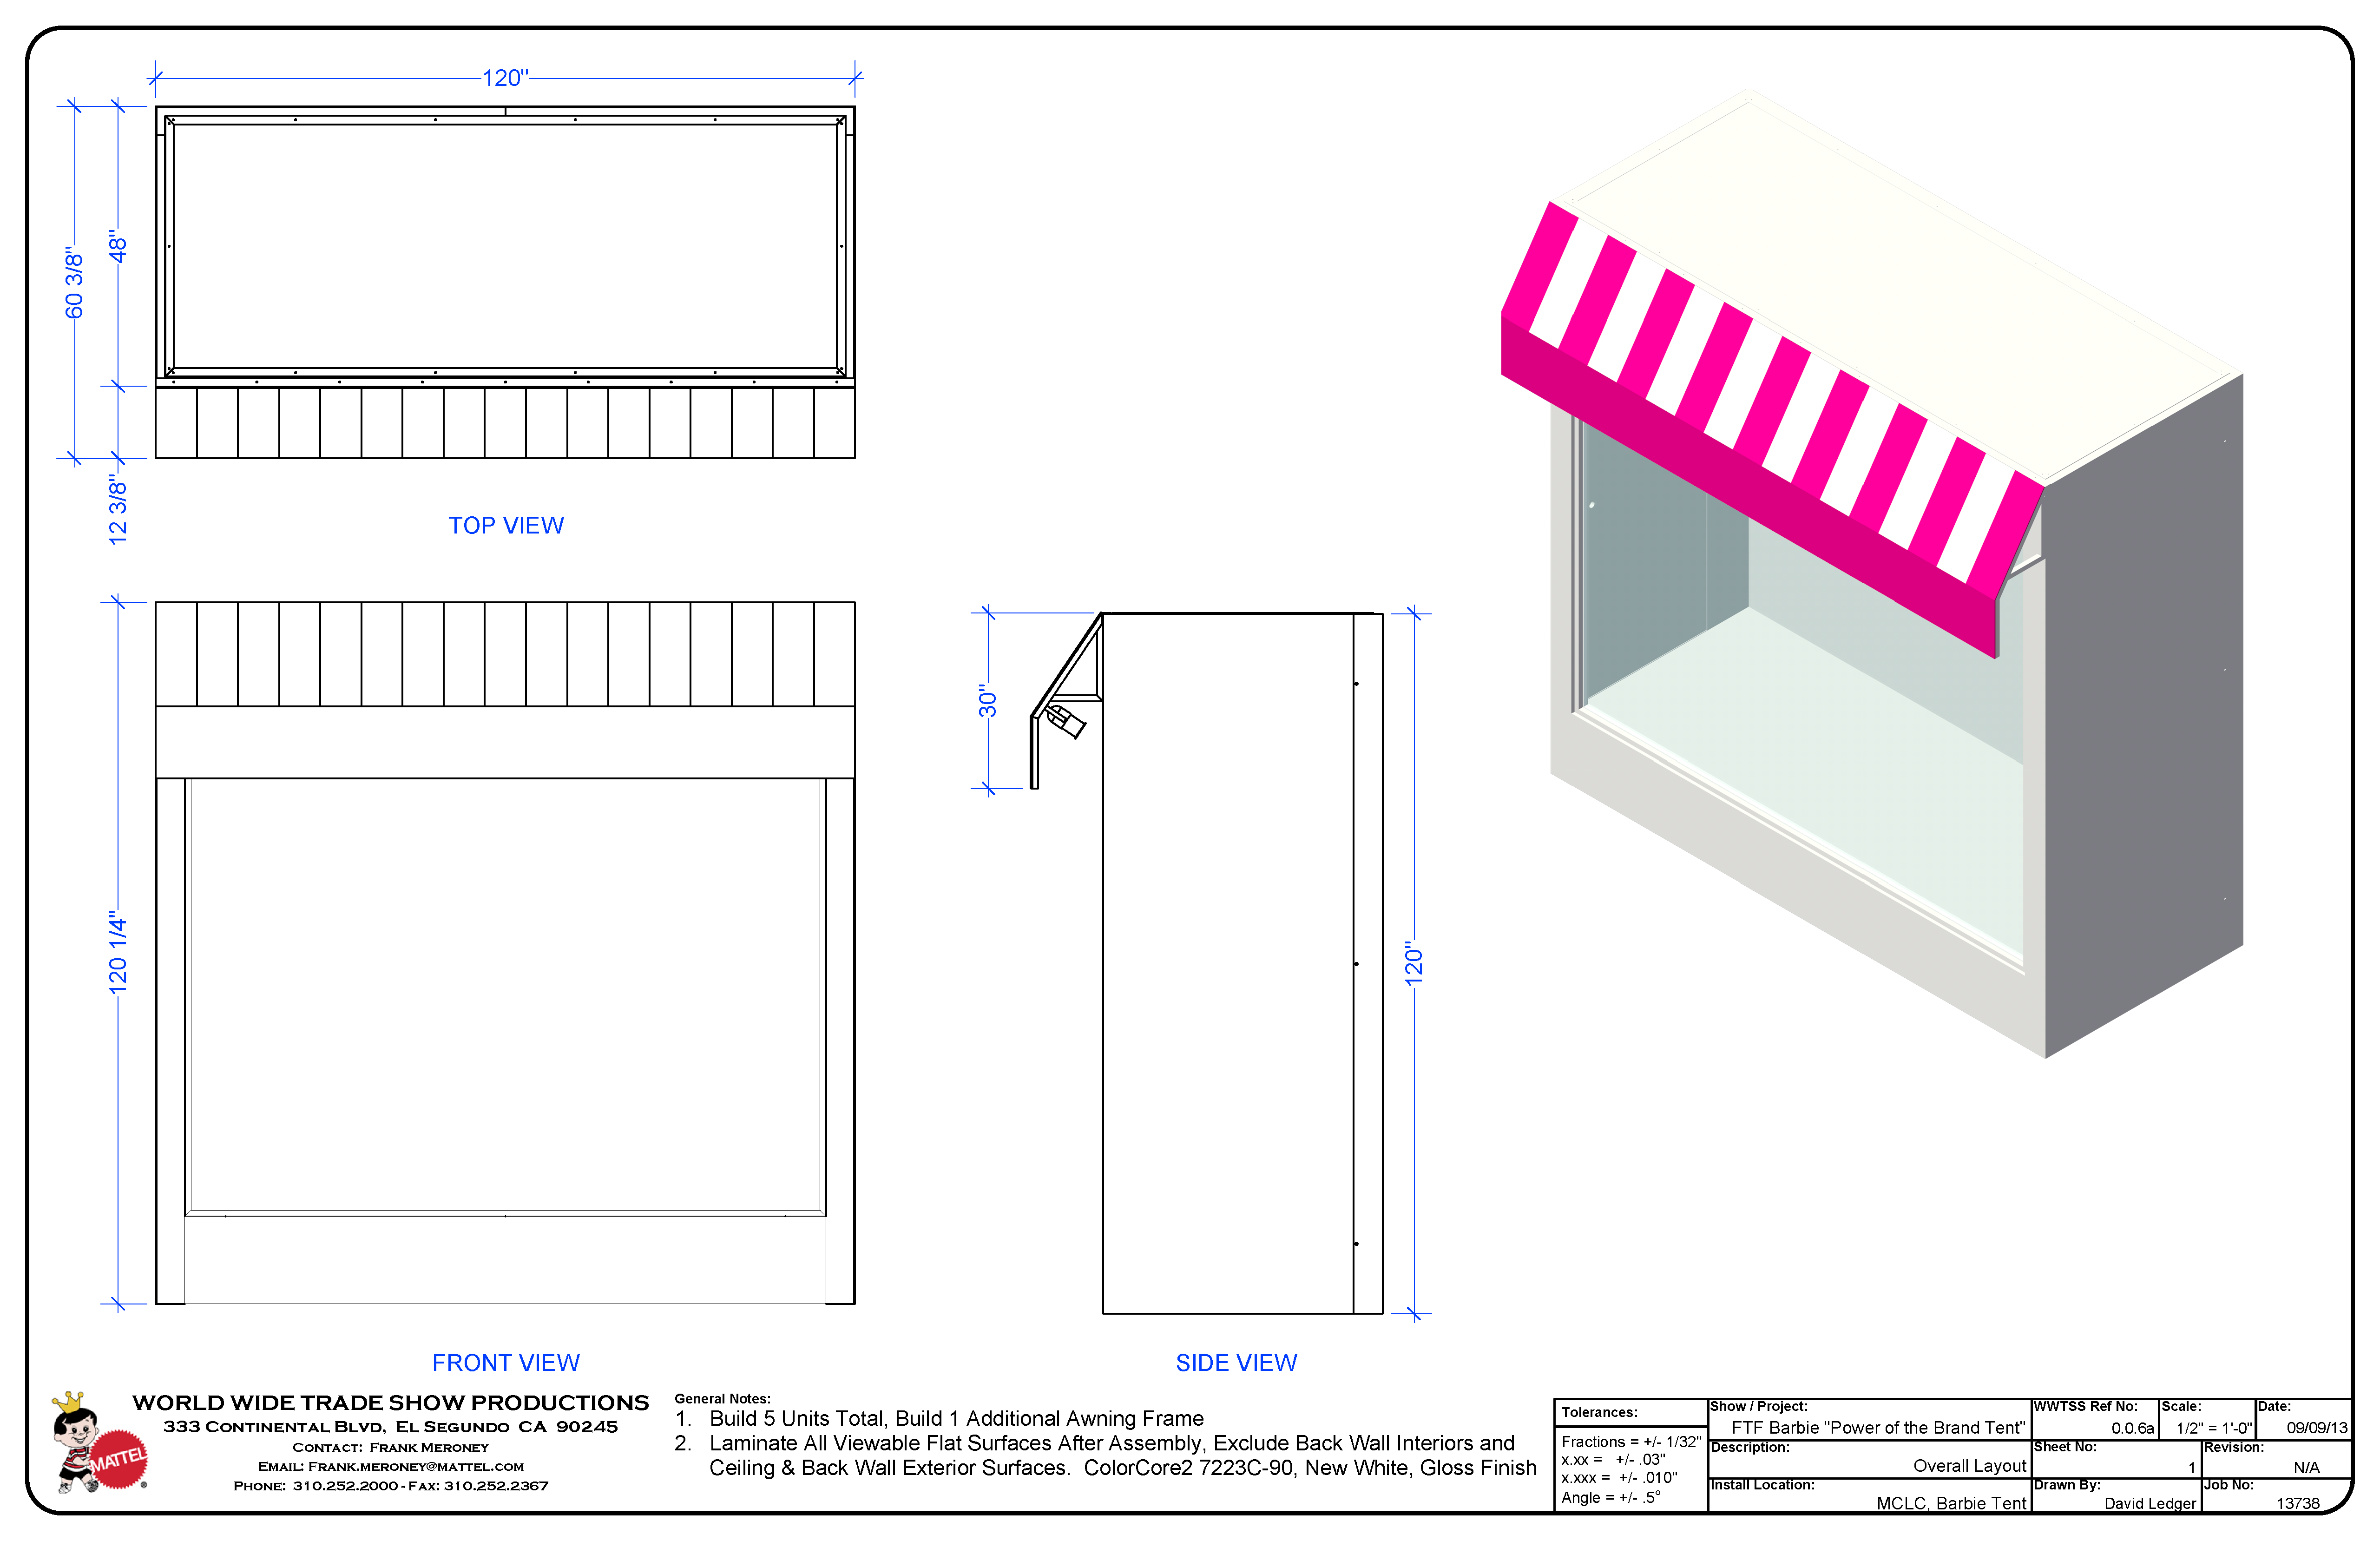 120"
60 3/8"
48"
12 3/8"
TOP VIEW
120 1/4"
FRONT VIEW
30"
120"
SIDE VIEW
WORLD WIDE TRADE SHOW PRODUCTIONS
333 CONTINENTAL BLVD, EL SEGUNDO CA 90245
CONTACT: FRANK MERONEY
EMAIL: FRANK.MERONEY@MATTEL.COM
PHONE: 310.252.2000 - FAX: 310.252.2367
MATTEL
®
General Notes:
1. Build 5 Units Total, Build 1 Additional Awning Frame
2. Laminate All Viewable Flat Surfaces After Assembly, Exclude Back Wall Interiors and
Ceiling & Back Wall Exterior Surfaces. ColorCore2 7223C-90, New White, Gloss Finish
Tolerances:
Fractions = +/- 1/32"
x.xx = +/- .03"
x.xxx = +/- .010"
Angle = +/- .5°
Show / Project:
FTF Barbie "Power of the Brand Tent"
Description:
Overall Layout
Install Location:
MCLC, Barbie Tent
WWTSS Ref No:
0.0.6a
Scale:
1/2" = 1'-0"
Date:
09/09/13
Sheet No:
1
Revision:
N/A
Drawn By:
David Ledger
Job No:
13738